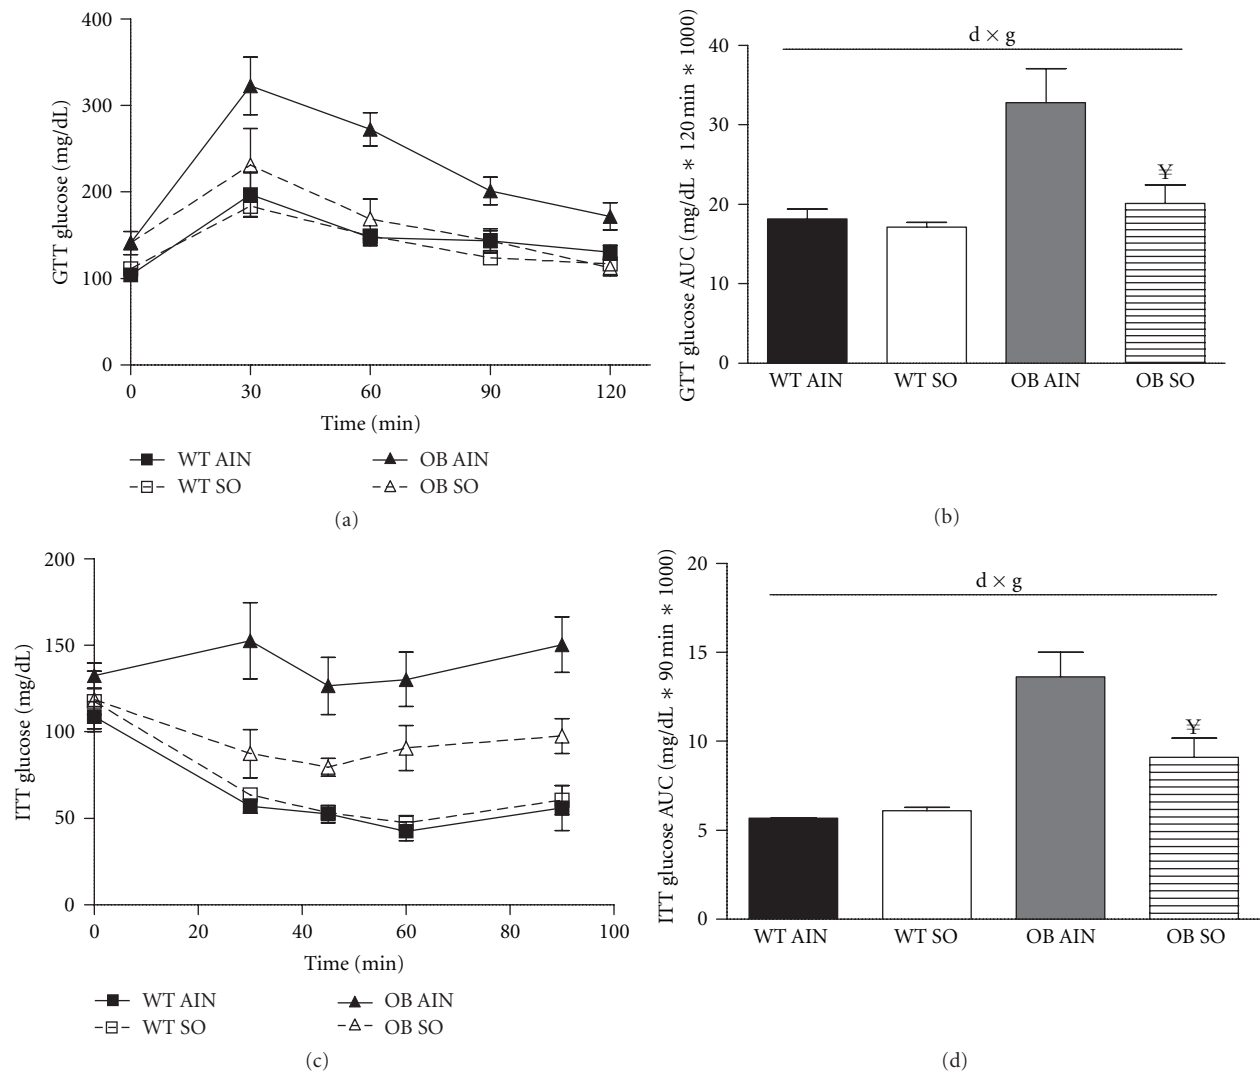 400
300
200
100
0
GTT glucose (mg/dL)
0 30 60 90 120
Time (min)
WT AIN OB AIN
WT SO OB SO
(a)
d × g
40
30
20
10
0
GTT glucose AUC (mg/dL ∗ 120 min ∗ 1000)
¥
WT AIN WT SO OB AIN OB SO
(b)
200
150
100
50
0
ITT glucose (mg/dL)
0 20 40 60 80 100
Time (min)
WT AIN OB AIN
WT SO OB SO
(c)
20
15
10
5
0
ITT glucose AUC (mg/dL ∗ 90 min ∗ 1000)
d × g
¥
WT AIN WT SO OB AIN OB SO
(d)